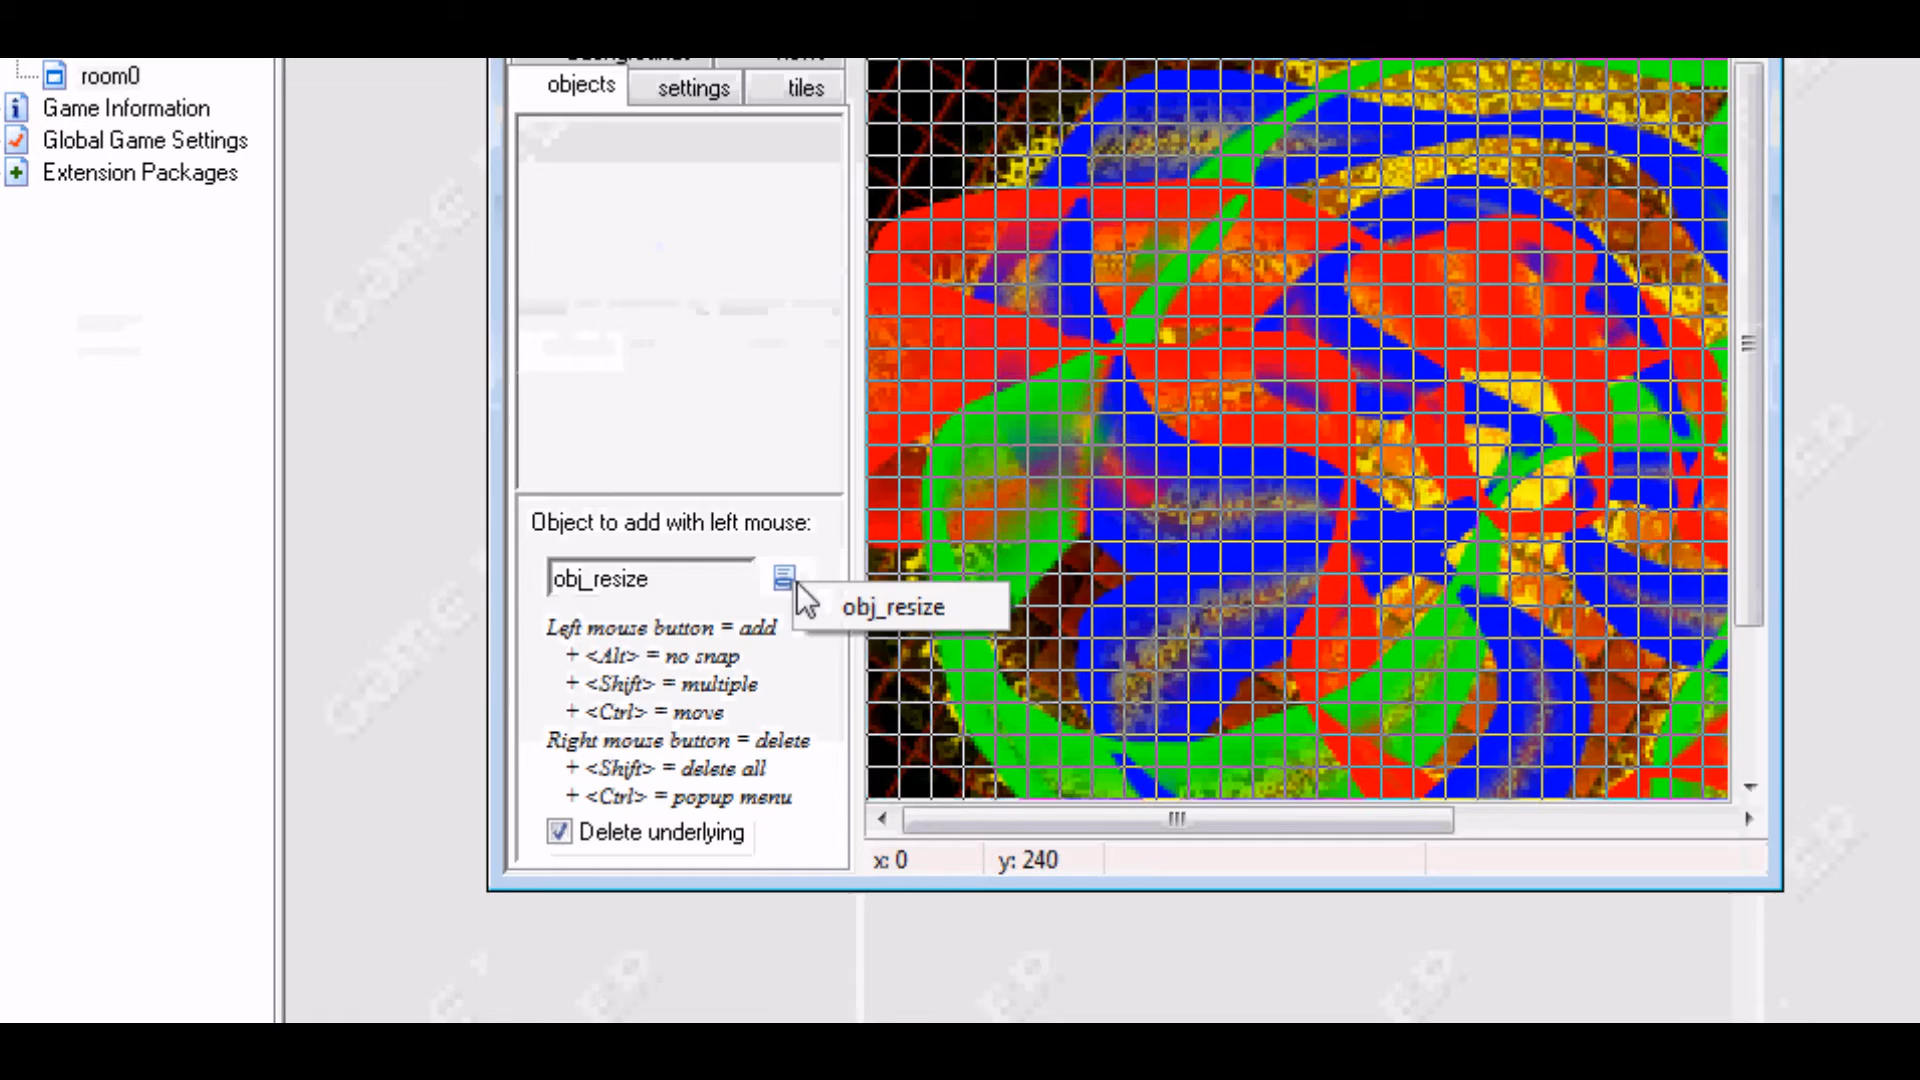 room0
Game Information
Global Game Settings
Extension Packages
objects
settings
tiles
Object to add with left mouse:
obj_resize
obj_resize
Left mouse button = add
+ <Alt> = no snap
+ <Shift> = multiple
+ <Ctrl> = move
Right mouse button = delete
+ <Shift> = delete all
+ <Ctrl> = popup menu
Delete underlying
x: 0
y: 240